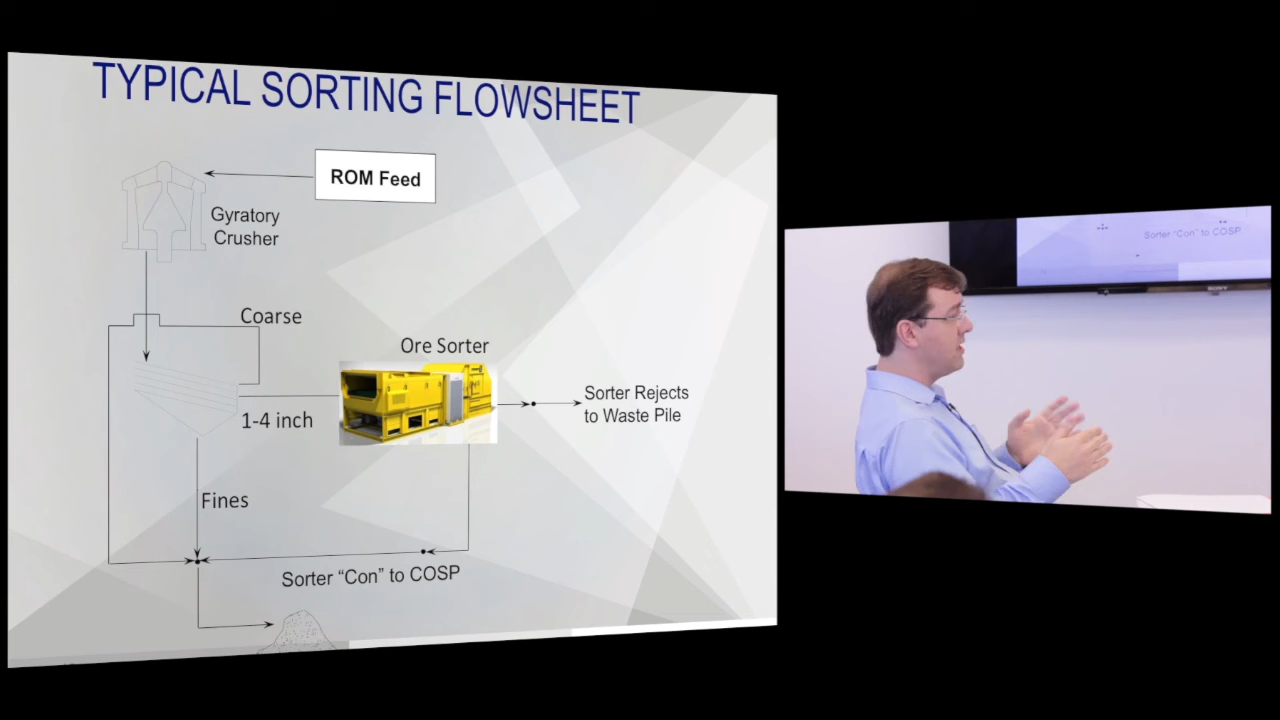 TYPICAL SORTING FLOWSHEET
ROM Feed
Gyratory
Crusher
Coarse
Ore Sorter
1-4 inch
Sorter Rejects
to Waste Pile
Fines
Sorter “Con” to COSP
Sorter “Con” to COSP
SONY